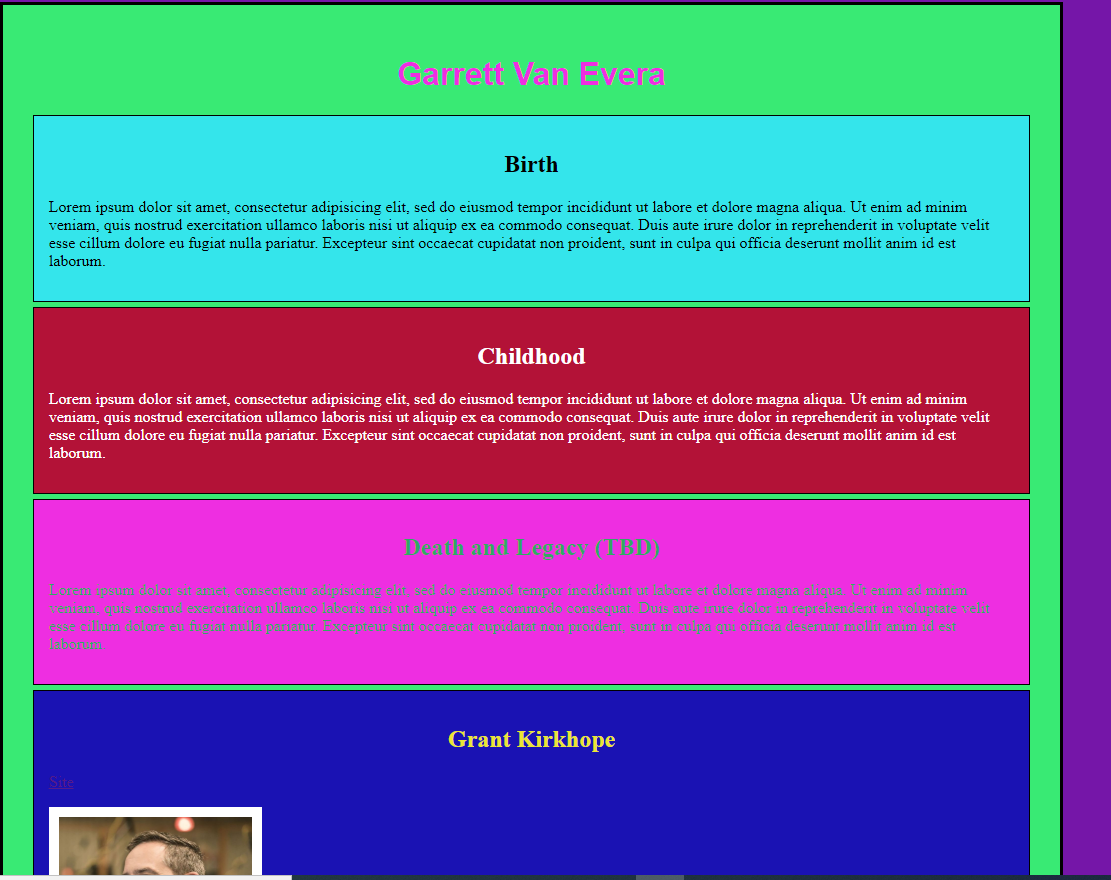 Garrett Van Evera
Birth
Lorem ipsum dolor sit amet, consectetur adipisicing elit, sed do eiusmod tempor incididunt ut labore et dolore magna aliqua. Ut enim ad minim
veniam, quis nostrud exercitation ullamco laboris nisi ut aliquip ex ea commodo consequat. Duis aute irure dolor in reprehenderit in voluptate velit
esse cillum dolore eu fugiat nulla pariatur. Excepteur sint occaecat cupidatat non proident, sunt in culpa qui officia deserunt mollit anim id est
laborum.
Childhood
Lorem ipsum dolor sit amet, consectetur adipisicing elit, sed do eiusmod tempor incididunt ut labore et dolore magna aliqua. Ut enim ad minim
veniam, quis nostrud exercitation ullamco laboris nisi ut aliquip ex ea commodo consequat. Duis aute irure dolor in reprehenderit in voluptate velit
esse cillum dolore eu fugiat nulla pariatur. Excepteur sint occaecat cupidatat non proident, sunt in culpa qui officia deserunt mollit anim id est
laborum.
Death and Legacy (TBD)
Lorem ipsum dolor sit amet, consectetur adipisicing elit, sed do eiusmod tempor incididunt ut labore et dolore magna aliqua. Ut enim ad minim
veniam, quis nostrud exercitation ullamco laboris nisi ut aliquip ex ea commodo consequat. Duis aute irure dolor in reprehenderit in voluptate velit
esse cillum dolore eu fugiat nulla pariatur. Excepteur sint occaecat cupidatat non proident, sunt in culpa qui officia deserunt mollit anim id est
laborum.
Grant Kirkhope
Site